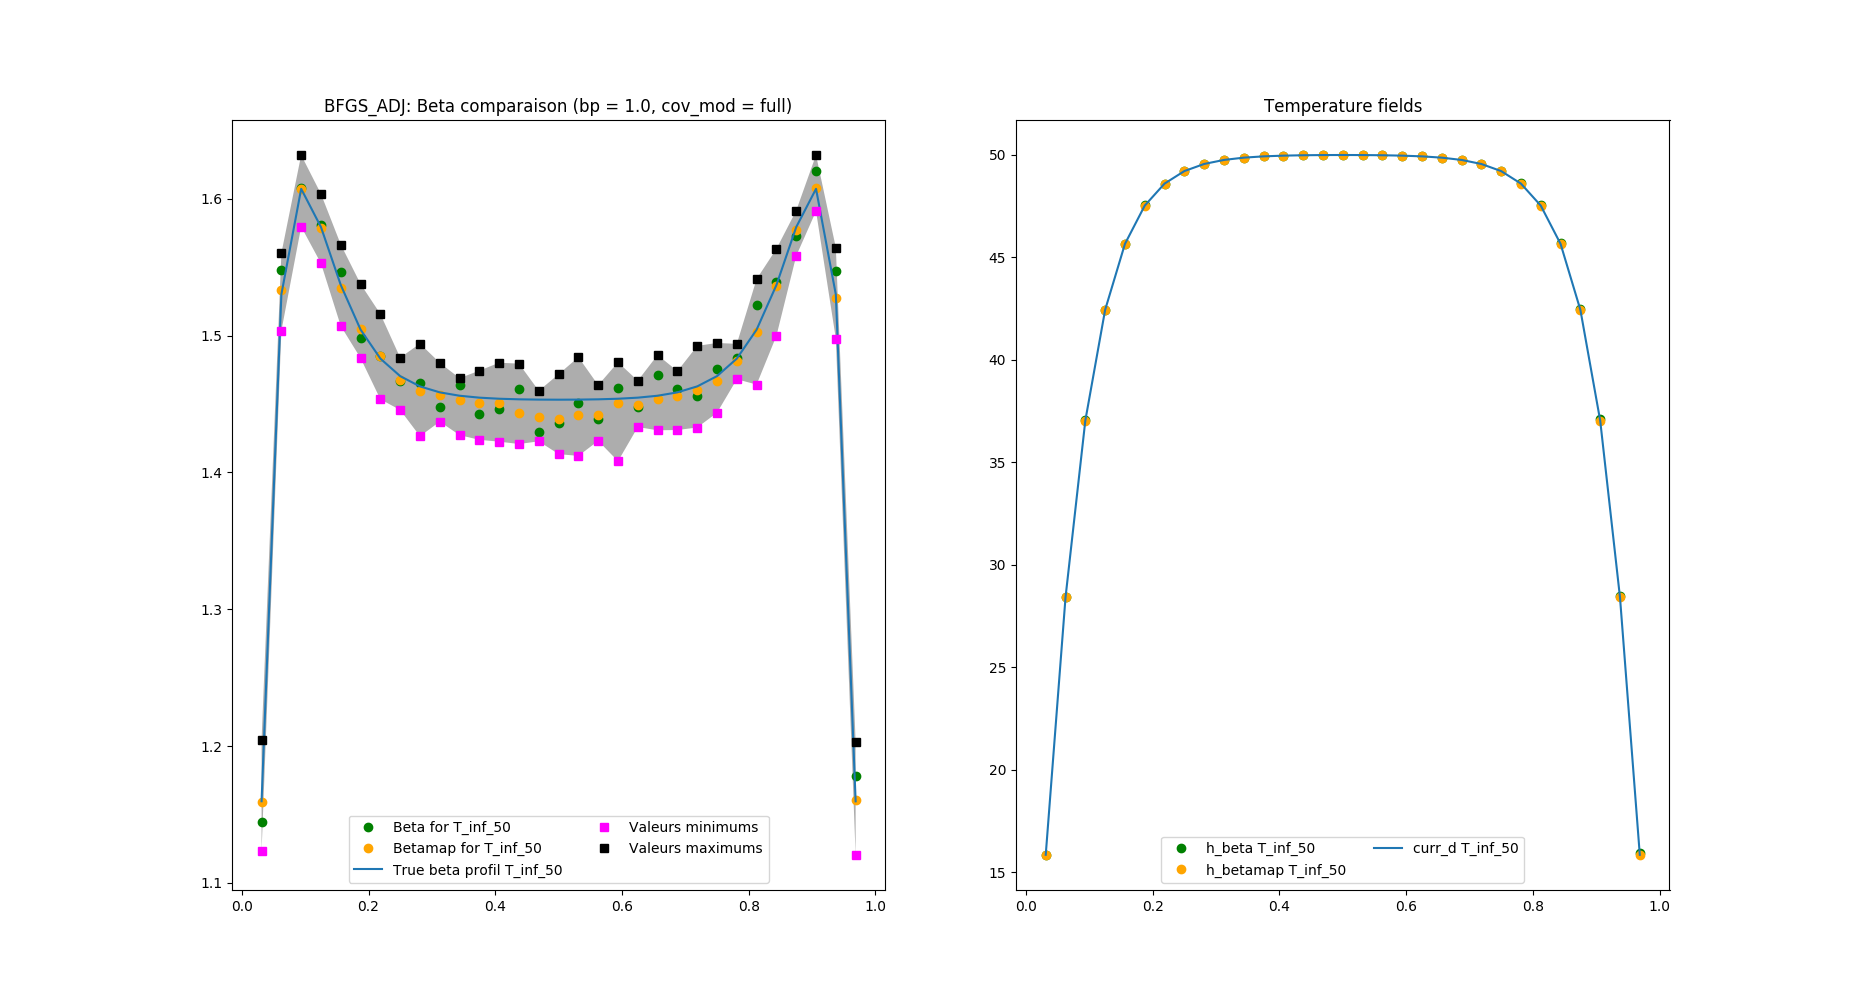 BFGS_ADJ: Beta comparaison (bp = 1.0, cov_mod = full)
1.6
1.5
1.4
1.3
1.2
1.1
0.0 0.2 0.4 0.6 0.8 1.0
Beta for T_inf_50
Betamap for T_inf_50
True beta profil T_inf_50
Valeurs minimums
Valeurs maximums
Temperature fields
50
45
40
35
30
25
20
15
0.0 0.2 0.4 0.6 0.8 1.0
h_beta T_inf_50
h_betamap T_inf_50
curr_d T_inf_50